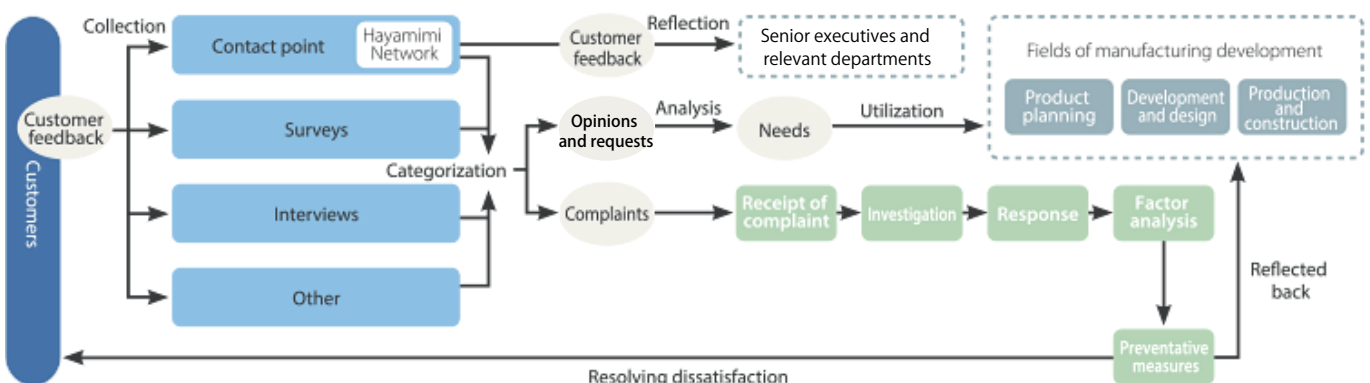 Collection
Customer
feedback
Customers
Contact point
Hayamimi
Network
Surveys
Interviews
Other
Customer
feedback
Reflection
Senior executives and
relevant departments
Categorization
Opinions
and requests
Analysis
Needs
Utilization
Fields of manufacturing development
Product
planning
Development
and design
Production
and
construction
Complaints
Receipt of
complaint
Investigation
Response
Factor
analysis
Preventative
measures
Reflected
back
Resolving dissatisfaction